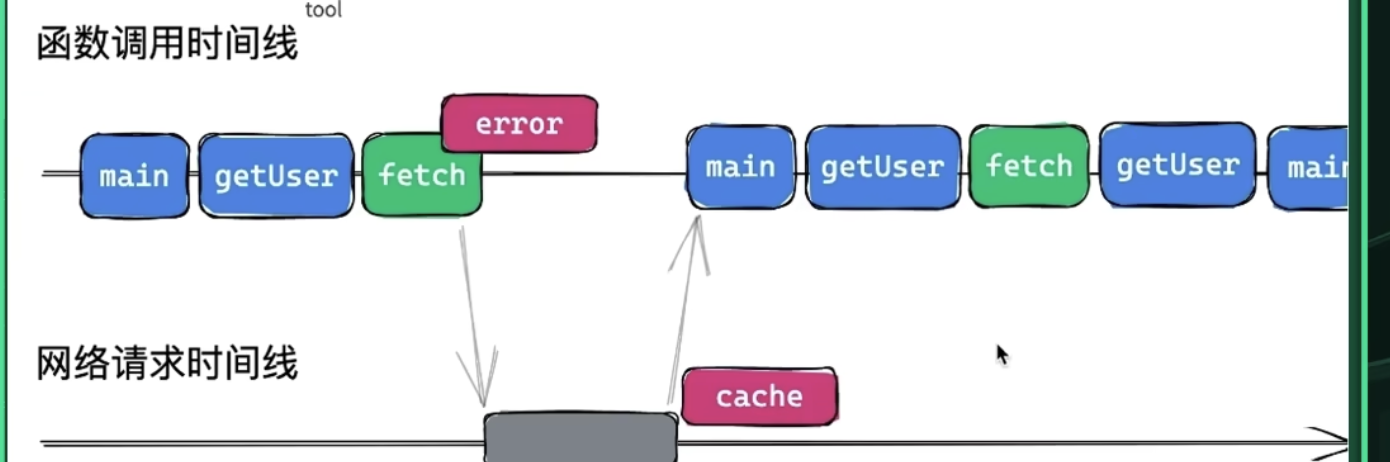 tool
函数调用时间线
error
main getUser fetch main getUser fetch getUser main
网络请求时间线
cache